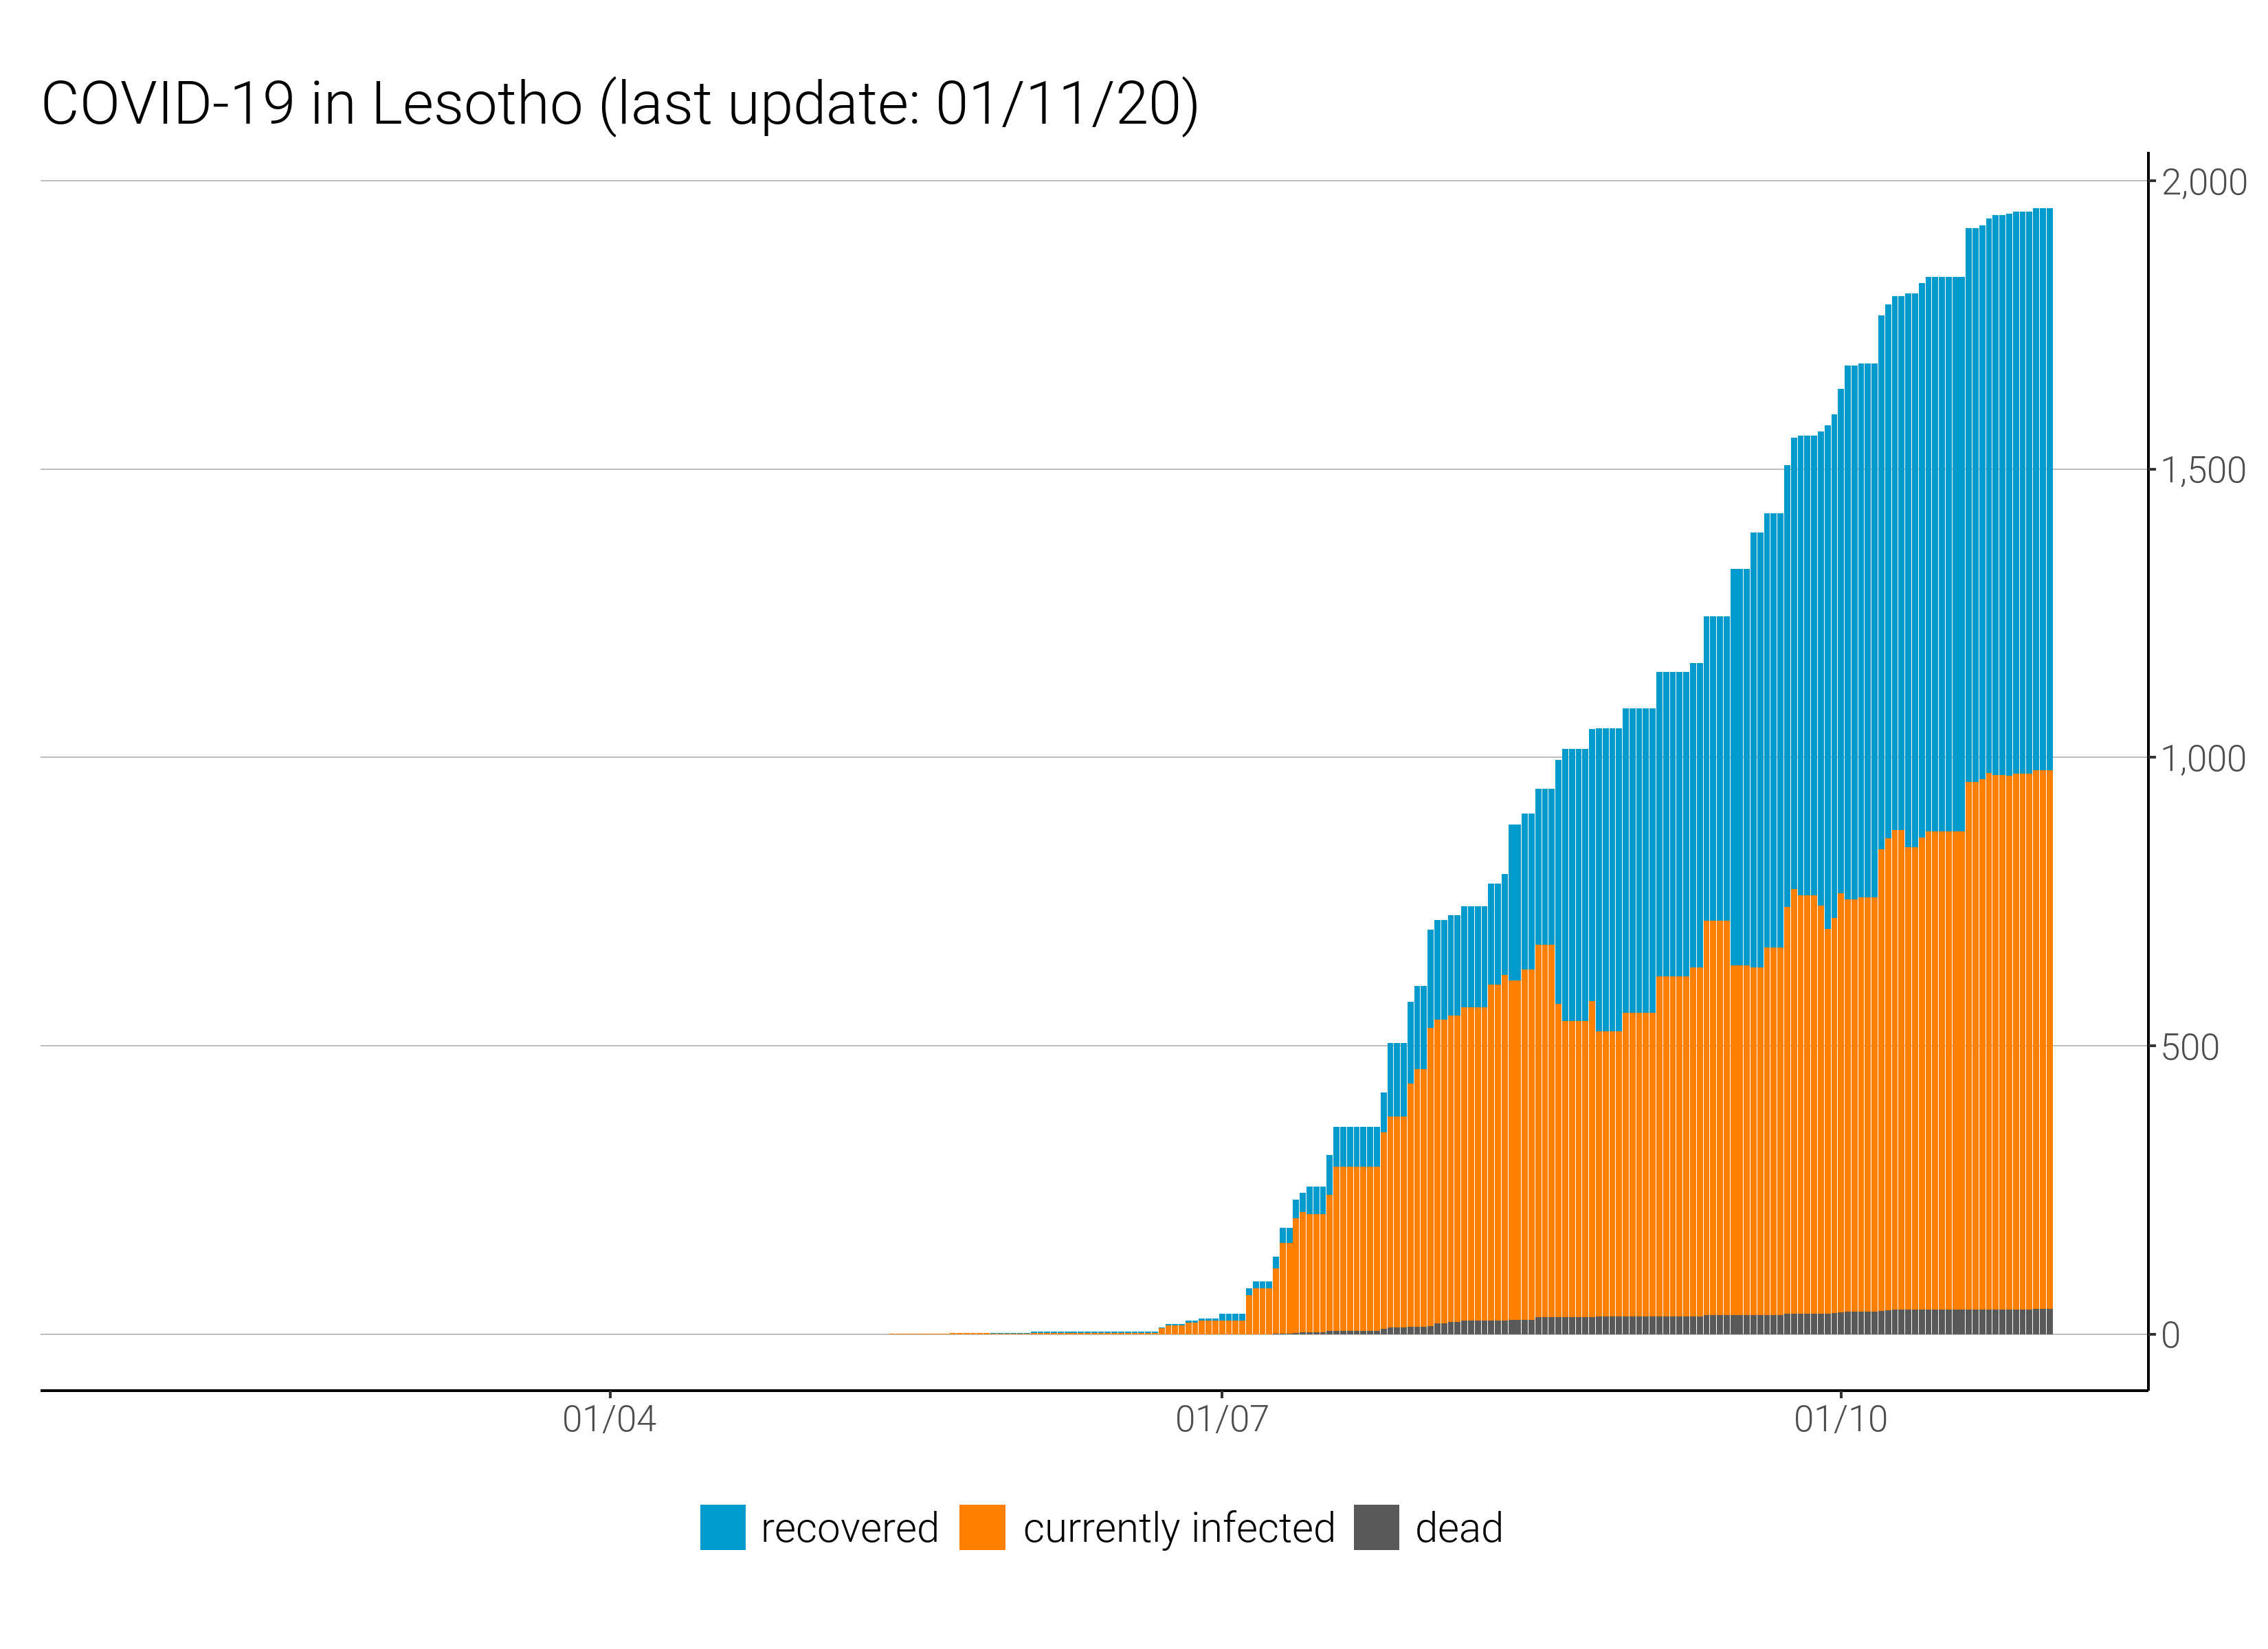 COVID-19 in Lesotho (last update: 01/11/20)
2,000
1,500
1,000
500
0
01/04 01/07 01/10
recovered currently infected dead